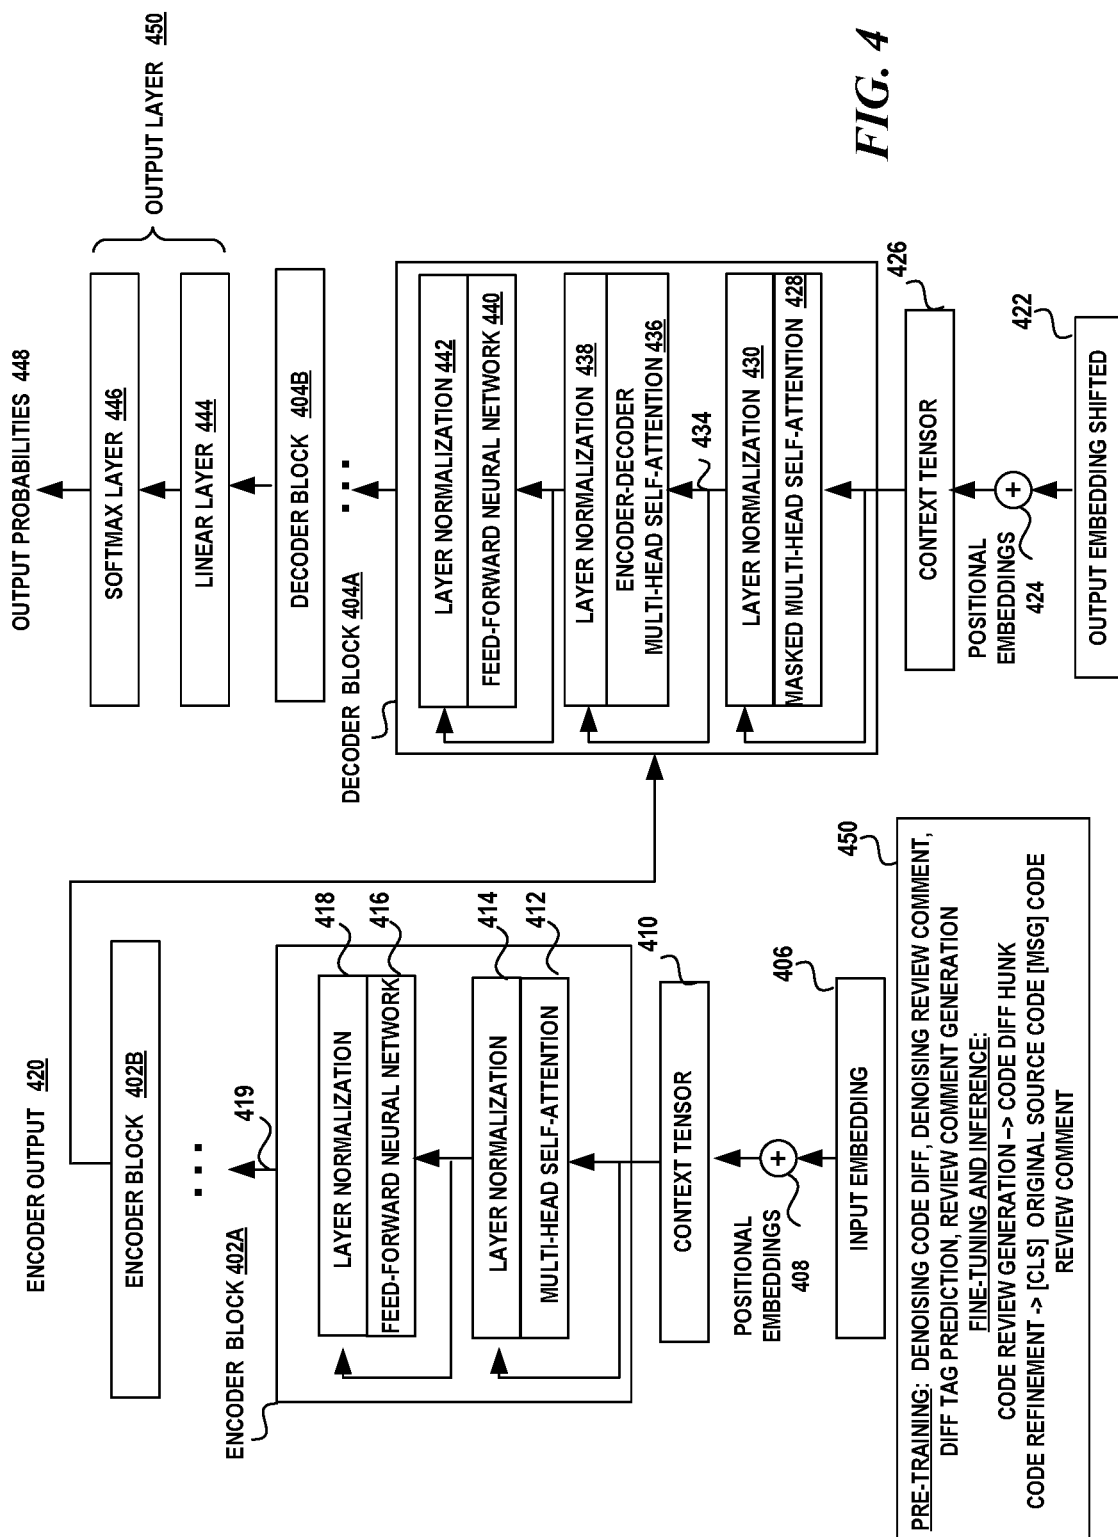 ENCODER OUTPUT 420
ENCODER BLOCK 402B
ENCODER BLOCK 402A
419
LAYER NORMALIZATION
418
FEED-FORWARD NEURAL NETWORK
416
LAYER NORMALIZATION
414
MULTI-HEAD SELF-ATTENTION
412
CONTEXT TENSOR
410
POSITIONAL
EMBEDDINGS
408
+
INPUT EMBEDDING
406
450
PRE-TRAINING: DENOISING CODE DIFF, DENOISING REVIEW COMMENT,
DIFF TAG PREDICTION, REVIEW COMMENT GENERATION
FINE-TUNING AND INFERENCE:
CODE REVIEW GENERATION –> CODE DIFF HUNK
CODE REFINEMENT -> [CLS] ORIGINAL SOURCE CODE [MSG] CODE
REVIEW COMMENT
OUTPUT PROBABILITIES 448
SOFTMAX LAYER 446
LINEAR LAYER 444
OUTPUT LAYER 450
DECODER BLOCK 404B
DECODER BLOCK 404A
LAYER NORMALIZATION 442
FEED-FORWARD NEURAL NETWORK 440
LAYER NORMALIZATION 438
ENCODER-DECODER
MULTI-HEAD SELF-ATTENTION 436
434
LAYER NORMALIZATION 430
MASKED MULTI-HEAD SELF-ATTENTION 428
CONTEXT TENSOR
426
POSITIONAL
EMBEDDINGS
424
+
OUTPUT EMBEDDING SHIFTED
422
FIG. 4